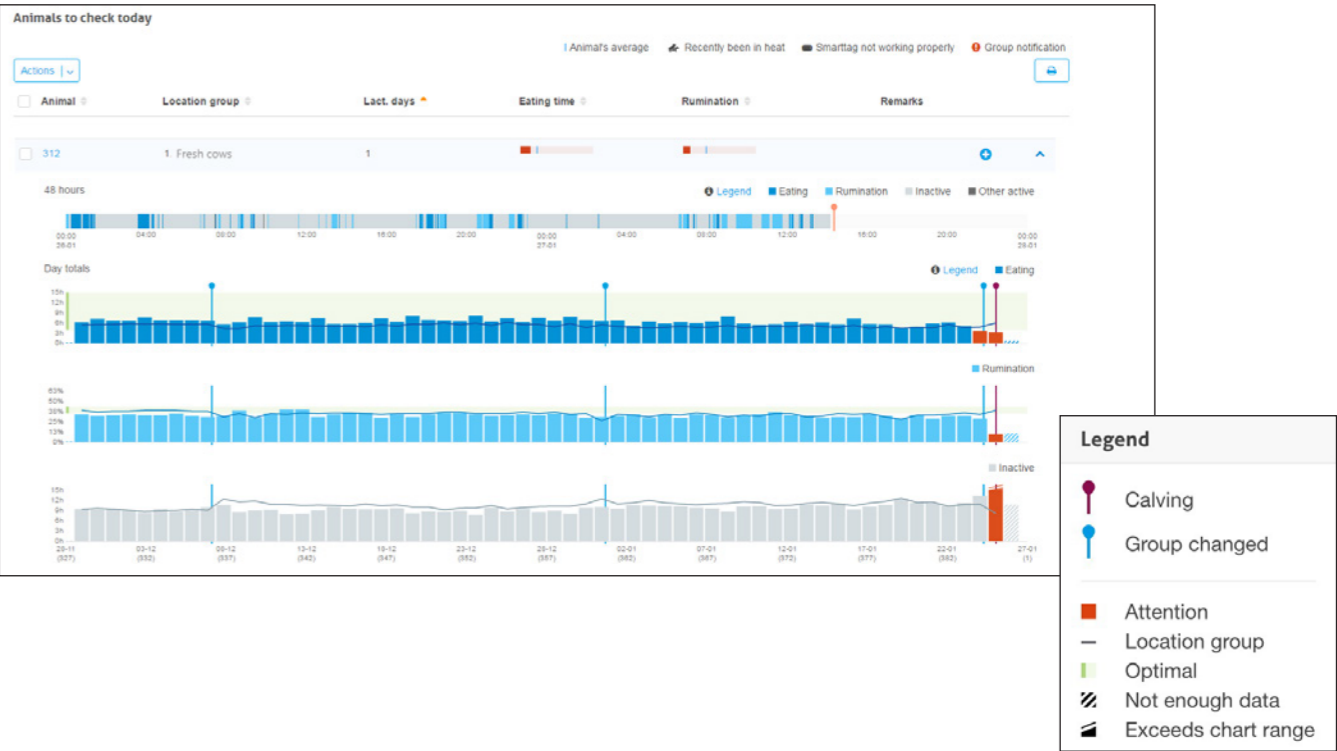 Animals to check today
Animal's average Recently been in heat Smarttag not working properly Group notification
Actions
Animal Location group Lact. days Eating time Rumination Remarks
312 1. Fresh cows 1
48 hours Legend Eating Rumination Inactive Other active
00:00 04:00 08:00 12:00 16:00 20:00 00:00 04:00 08:00 12:00 16:00 20:00 00:00
26-01 27-01 28-01
Day totals Legend Eating
15h
12h
9h
6h
3h
0h
Rumination
63%
50%
38%
25%
13%
0%
Inactive
15h
12h
9h
6h
3h
0h
28-11 03-12 08-12 13-12 18-12 23-12 28-12 02-01 07-01 12-01 17-01 22-01 27-01
(327) (332) (337) (342) (347) (352) (357) (362) (367) (372) (377) (382) (1)
Legend
Calving
Group changed
Attention
Location group
Optimal
Not enough data
Exceeds chart range